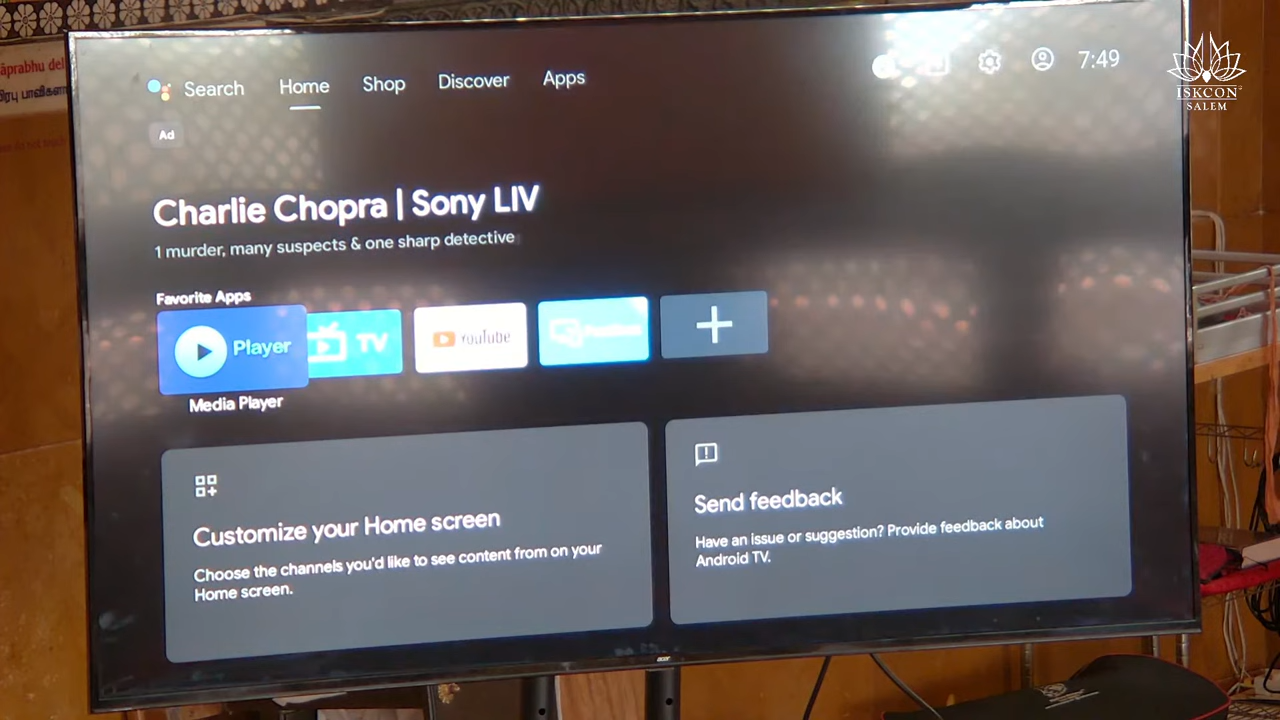 āprabhu del
Search
Home
Shop
Discover
Apps
7:49
ISKCON
SALEM
Ad
Charlie Chopra | Sony LIV
1 murder, many suspects & one sharp detective
Favorite Apps
Player
TV
YouTube
Media Player
Customize your Home screen
Choose the channels you'd like to see content from on your
Home screen.
Send feedback
Have an issue or suggestion? Provide feedback about
Android TV.
acer